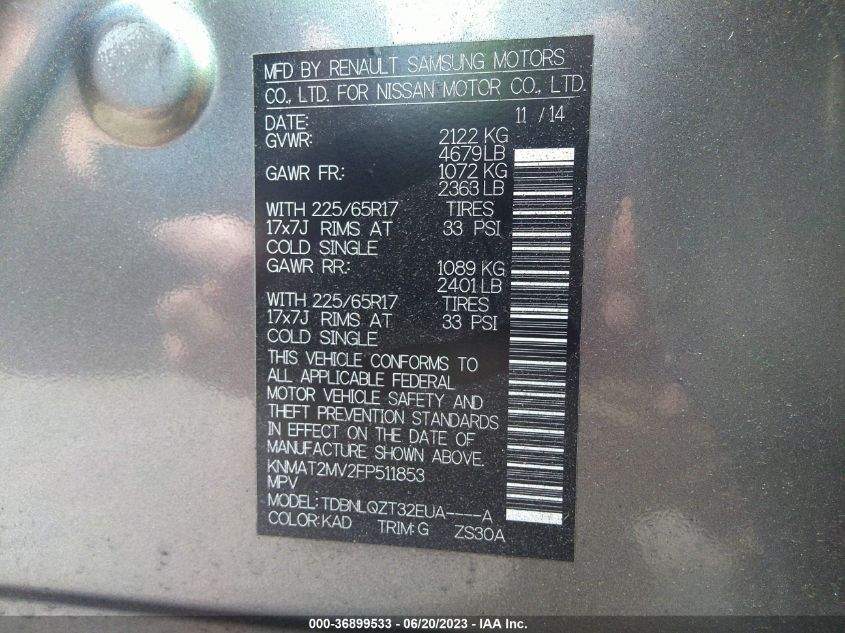 MFD BY RENAULT SAMSUNG MOTORS
CO., LTD. FOR NISSAN MOTOR CO., LTD.
DATE: 11 / 14
GVWR: 2122 KG
4679 LB
GAWR FR.: 1072 KG
2363 LB
WITH 225/65R17 TIRES
17x7J RIMS AT 33 PSI
COLD SINGLE
GAWR RR.: 1089 KG
2401 LB
WITH 225/65R17 TIRES
17x7J RIMS AT 33 PSI
COLD SINGLE
THIS VEHICLE CONFORMS TO
ALL APPLICABLE FEDERAL
MOTOR VEHICLE SAFETY AND
THEFT PREVENTION STANDARDS
IN EFFECT ON THE DATE OF
MANUFACTURE SHOWN ABOVE.
KNMAT2MV2FP511853
MPV
MODEL: TDBNLQZT32EUA----A
COLOR: KAD TRIM: G ZS30A
000-36899533 - 06/20/2023 - IAA Inc.